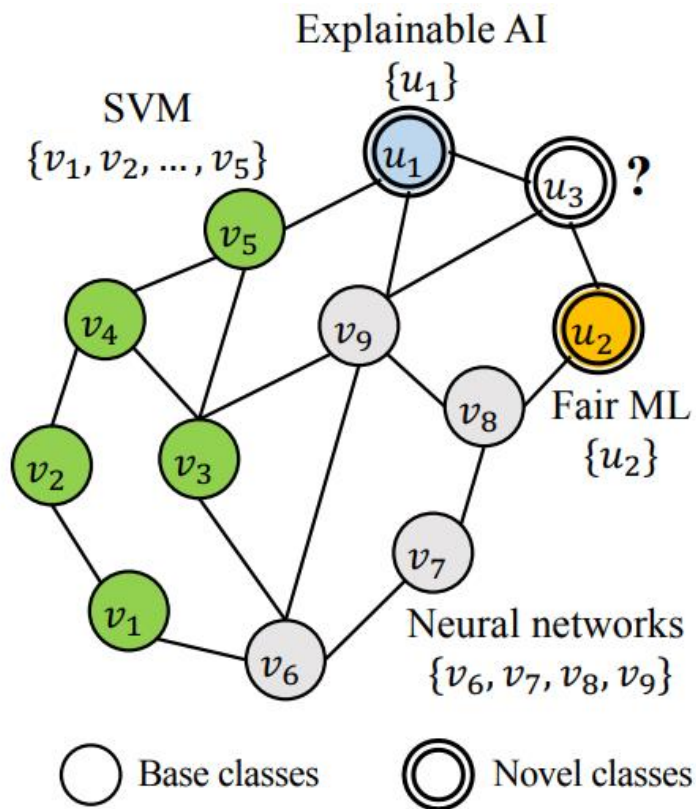 Explainable AI
{u₁}
SVM
{v₁, v₂, ..., v₅}
u₁
u₃
?
v₅
v₄
v₉
u₂
Fair ML
{u₂}
v₈
v₂
v₃
v₇
v₁
v₆
Neural networks
{v₆, v₇, v₈, v₉}
Base classes
Novel classes